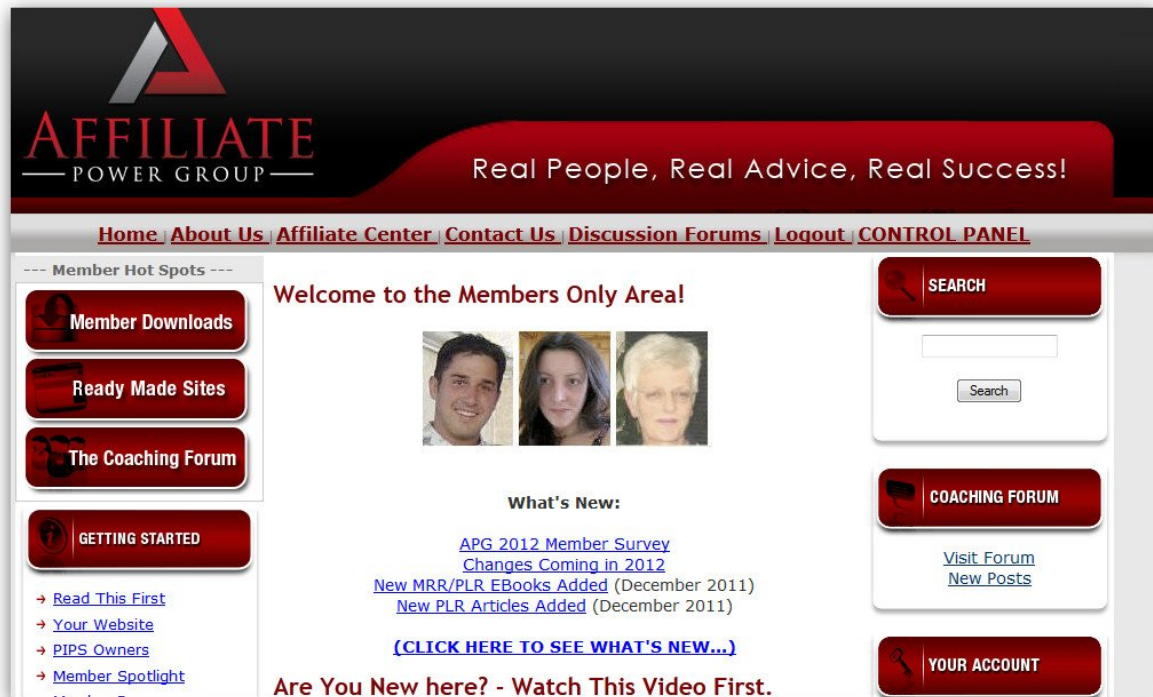 AFFILIATE
POWER GROUP
Real People, Real Advice, Real Success!
Home | About Us | Affiliate Center | Contact Us | Discussion Forums | Logout | CONTROL PANEL
--- Member Hot Spots ---
Member Downloads
Ready Made Sites
The Coaching Forum
GETTING STARTED
→ Read This First
→ Your Website
→ PIPS Owners
→ Member Spotlight
Welcome to the Members Only Area!
What's New:
APG 2012 Member Survey
Changes Coming in 2012
New MRR/PLR EBooks Added (December 2011)
New PLR Articles Added (December 2011)
(CLICK HERE TO SEE WHAT'S NEW...)
Are You New here? - Watch This Video First.
SEARCH
Search
COACHING FORUM
Visit Forum
New Posts
YOUR ACCOUNT